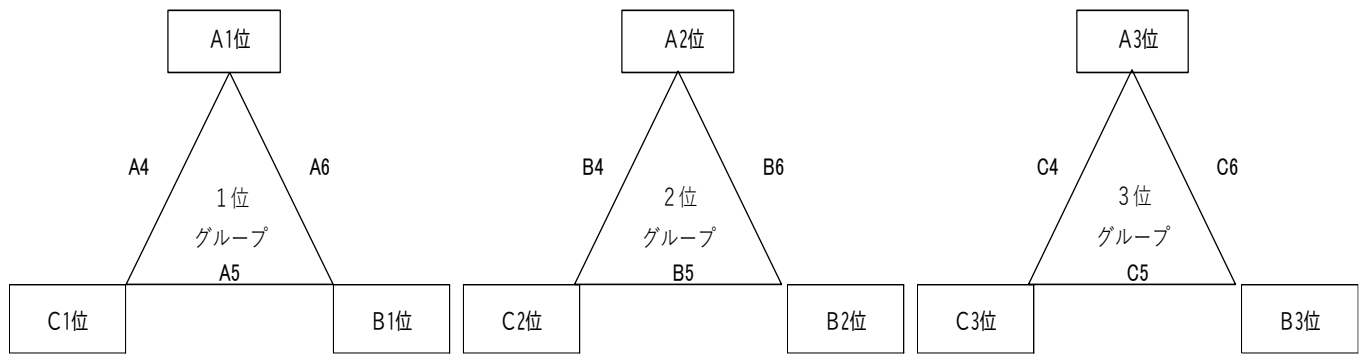 A1位
A4
A6
1位
グループ
A5
C1位
B1位
A2位
B4
B6
2位
グループ
B5
C2位
B2位
A3位
C4
C6
3位
グループ
C5
C3位
B3位